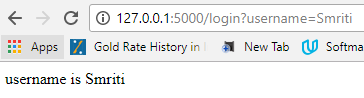 127.0.0.1:5000/login?username=Smriti
Apps Gold Rate History in New Tab Softma
username is Smriti